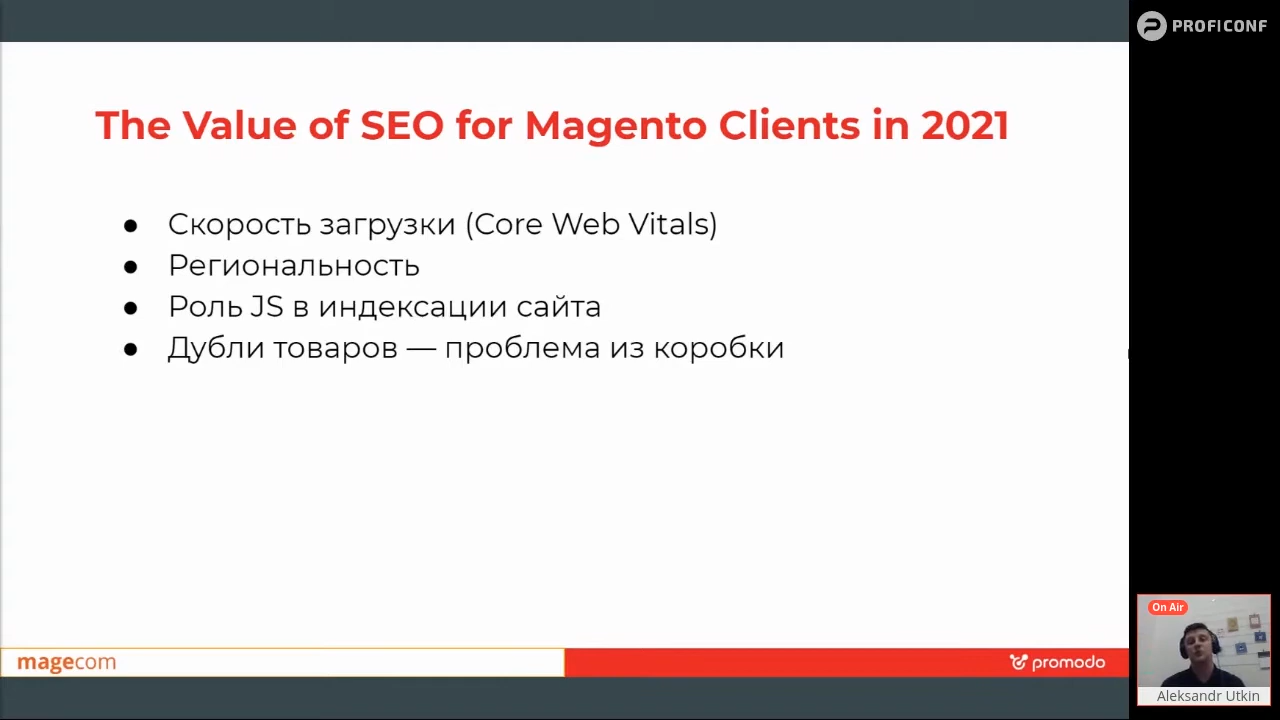 PROFICONF
The Value of SEO for Magento Clients in 2021
● Скорость загрузки (Core Web Vitals)
● Региональность
● Роль JS в индексации сайта
● Дубли товаров — проблема из коробки
magecom
promodo
On Air
Aleksandr Utkin